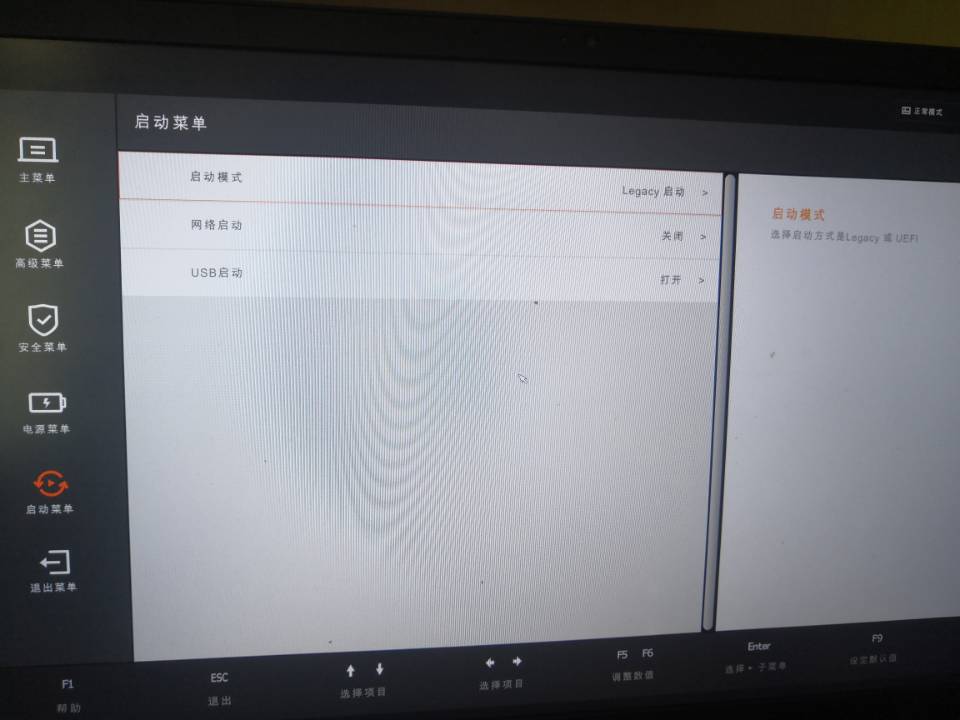 启动菜单
正常模式
主菜单
高级菜单
安全菜单
电源菜单
启动菜单
退出菜单
启动模式
Legacy 启动 >
网络启动
关闭 >
USB启动
打开 >
启动模式
选择启动方式是Legacy 或 UEFI
F1
帮助
ESC
退出
选择项目
选择项目
F5 F6
调整数值
Enter
选择 ▸ 子菜单
F9
设定默认值